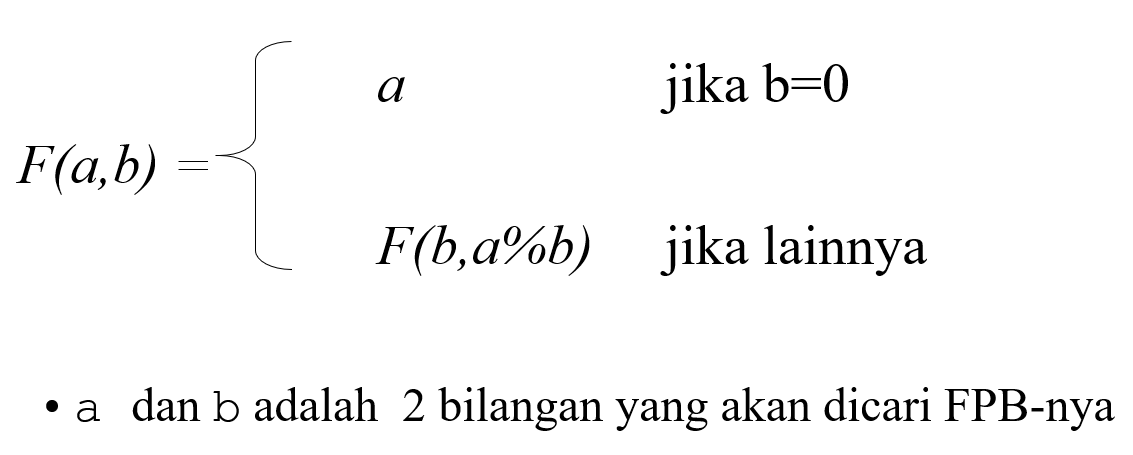 a jika b=0
F(a,b) =
F(b,a%b) jika lainnya
• a dan b adalah 2 bilangan yang akan dicari FPB-nya